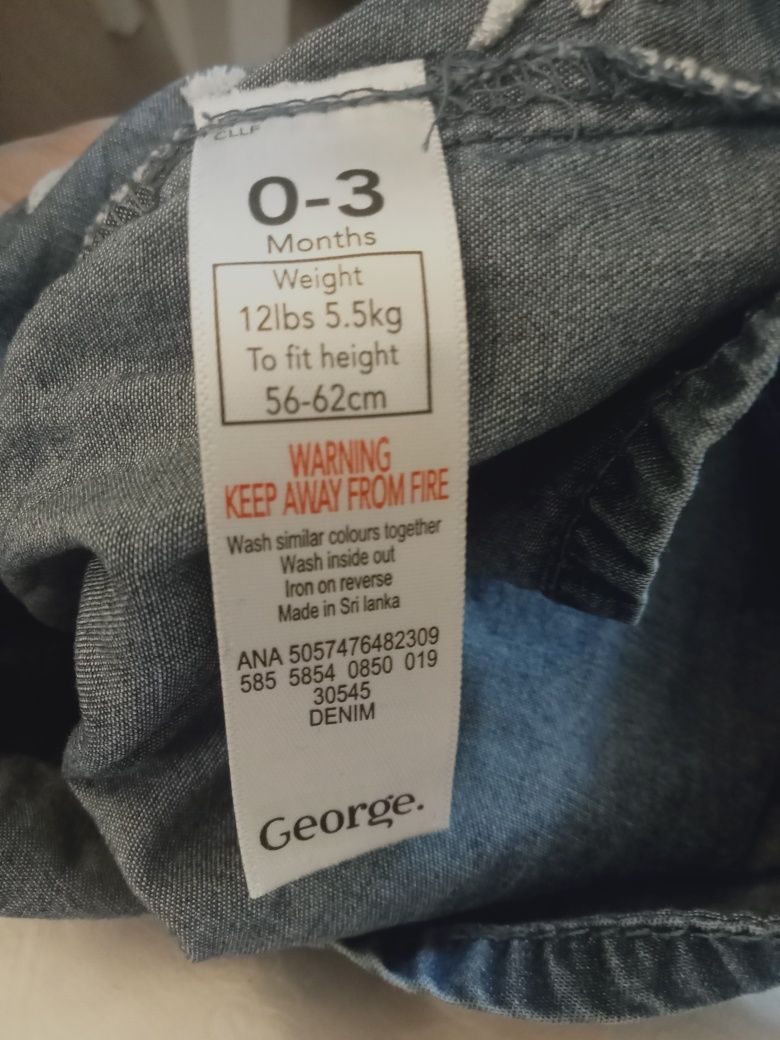 CLLF
0-3
Months
Weight
12lbs 5.5kg
To fit height
56-62cm
WARNING
KEEP AWAY FROM FIRE
Wash similar colours together
Wash inside out
Iron on reverse
Made in Sri lanka
ANA 5057476482309
585 5854 0850 019
30545
DENIM
George.